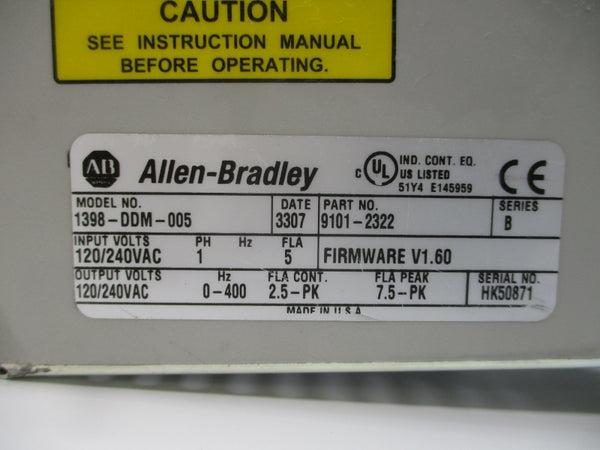 CAUTION
SEE INSTRUCTION MANUAL
BEFORE OPERATING.
AB Allen-Bradley c UL US LISTED IND. CONT. EQ. 51Y4 E145959 CE
MODEL NO. DATE PART NO. SERIES
1398-DDM-005 3307 9101-2322 B
INPUT VOLTS PH Hz FLA
120/240VAC 1 5 FIRMWARE V1.60
OUTPUT VOLTS Hz FLA CONT. FLA PEAK SERIAL NO.
120/240VAC 0-400 2.5-PK 7.5-PK HK50871
MADE IN U.S.A